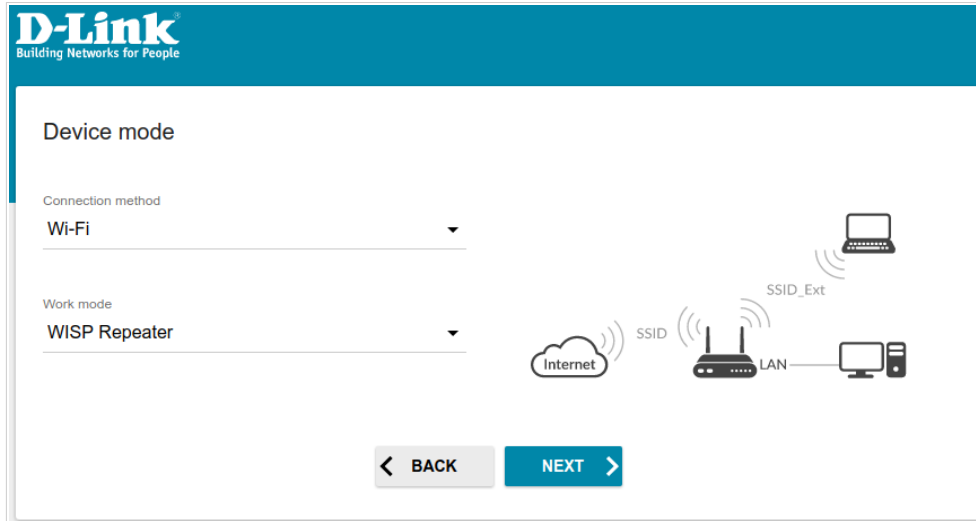 D-Link®
Building Networks for People
Device mode
Connection method
Wi-Fi
Work mode
WISP Repeater
SSID_Ext
SSID
Internet
LAN
BACK
NEXT